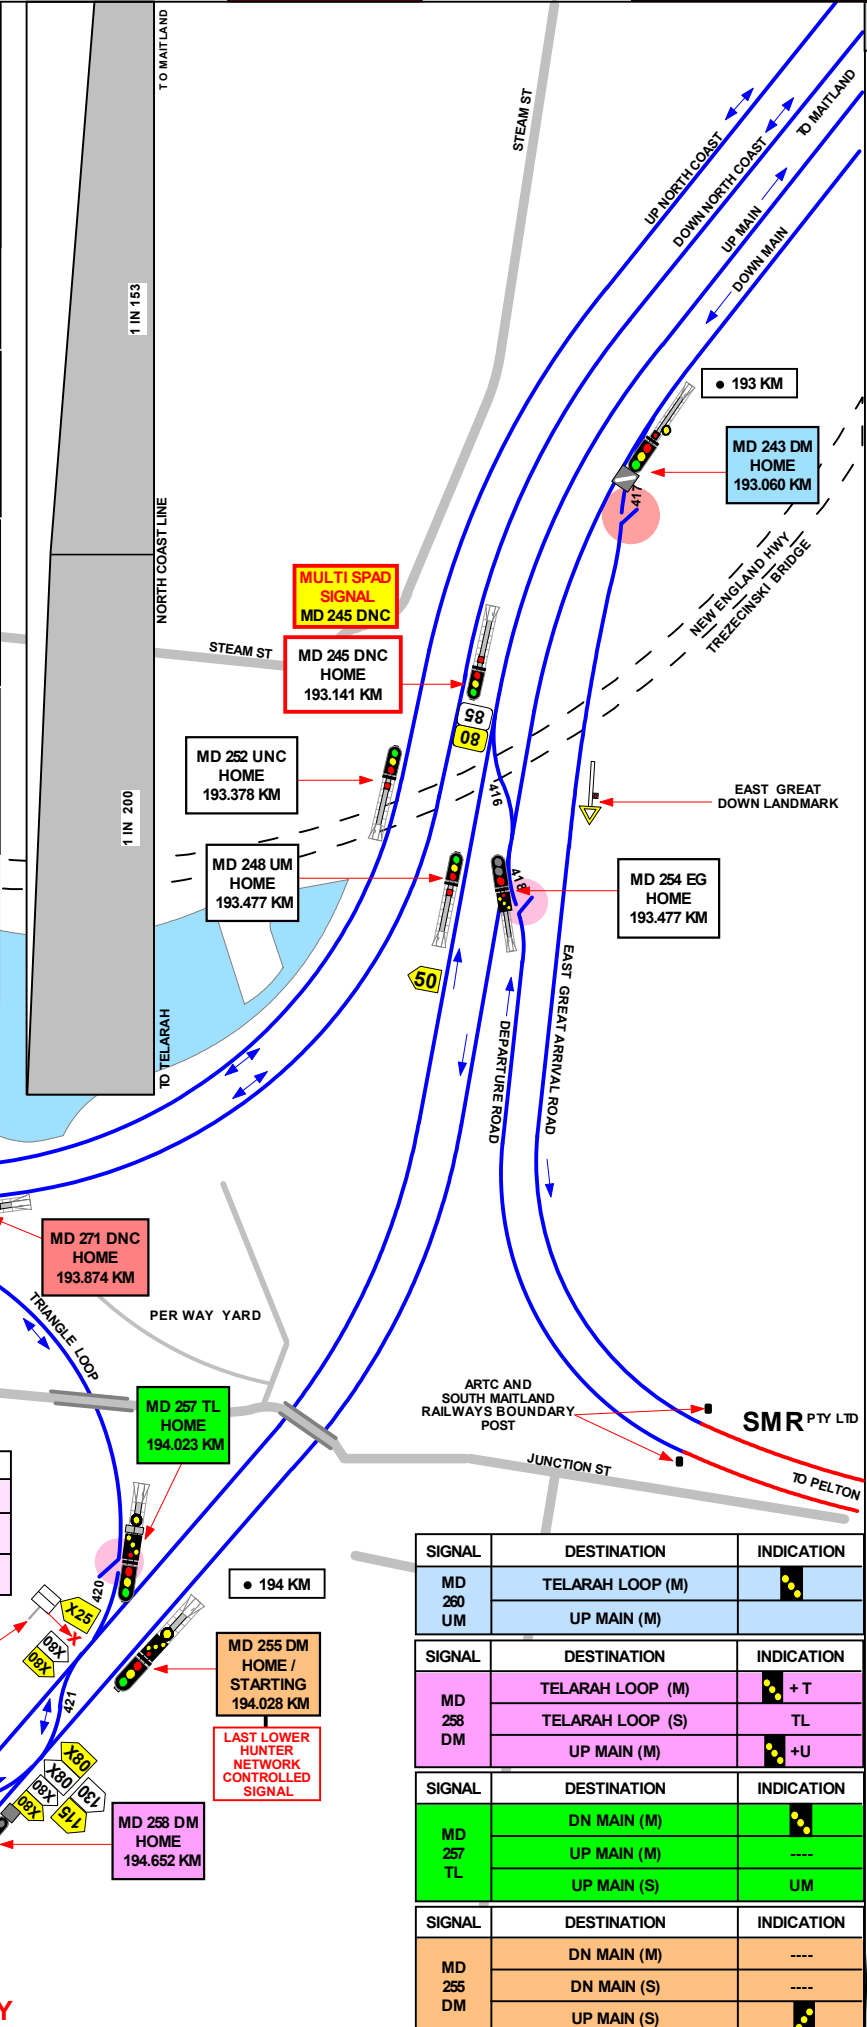 TO MAITLAND
STEAM ST
UP NORTH COAST
DOWN NORTH COAST
TO MAITLAND
UP MAIN
DOWN MAIN
1 IN 153
• 193 KM
MD 243 DM
HOME
193.060 KM
417
NORTH COAST LINE
NEW ENGLAND HWY
TREZECINSKI BRIDGE
MULTI SPAD
SIGNAL
MD 245 DNC
STEAM ST
MD 245 DNC
HOME
193.141 KM
85
80
MD 252 UNC
HOME
193.378 KM
416
EAST GREAT
DOWN LANDMARK
1 IN 200
MD 248 UM
HOME
193.477 KM
418
MD 254 EG
HOME
193.477 KM
50
EAST GREAT ARRIVAL ROAD
DEPARTURE ROAD
TO TELARAH
MD 271 DNC
HOME
193.874 KM
TRIANGLE LOOP
PER WAY YARD
MD 257 TL
HOME
194.023 KM
ARTC AND
SOUTH MAITLAND
RAILWAYS BOUNDARY
POST
SMR PTY LTD
JUNCTION ST
TO PELTON
420
• 194 KM
X25
X80
X80
421
MD 255 DM
HOME /
STARTING
194.028 KM
LAST LOWER
HUNTER
NETWORK
CONTROLLED
SIGNAL
X80
X80
130
X80
115
X80
MD 258 DM
HOME
194.652 KM
SIGNAL DESTINATION INDICATION
MD 260 UM
TELARAH LOOP (M)
UP MAIN (M)
SIGNAL DESTINATION INDICATION
MD 258 DM
TELARAH LOOP (M) + T
TELARAH LOOP (S) TL
UP MAIN (M) +U
SIGNAL DESTINATION INDICATION
MD 257 TL
DN MAIN (M)
UP MAIN (M) ----
UP MAIN (S) UM
SIGNAL DESTINATION INDICATION
MD 255 DM
DN MAIN (M) ----
DN MAIN (S) ----
UP MAIN (S)
Y